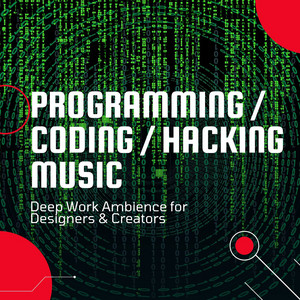 PROGRAMMING /
CODING / HACKING
MUSIC
Deep Work Ambience for
Designers & Creators